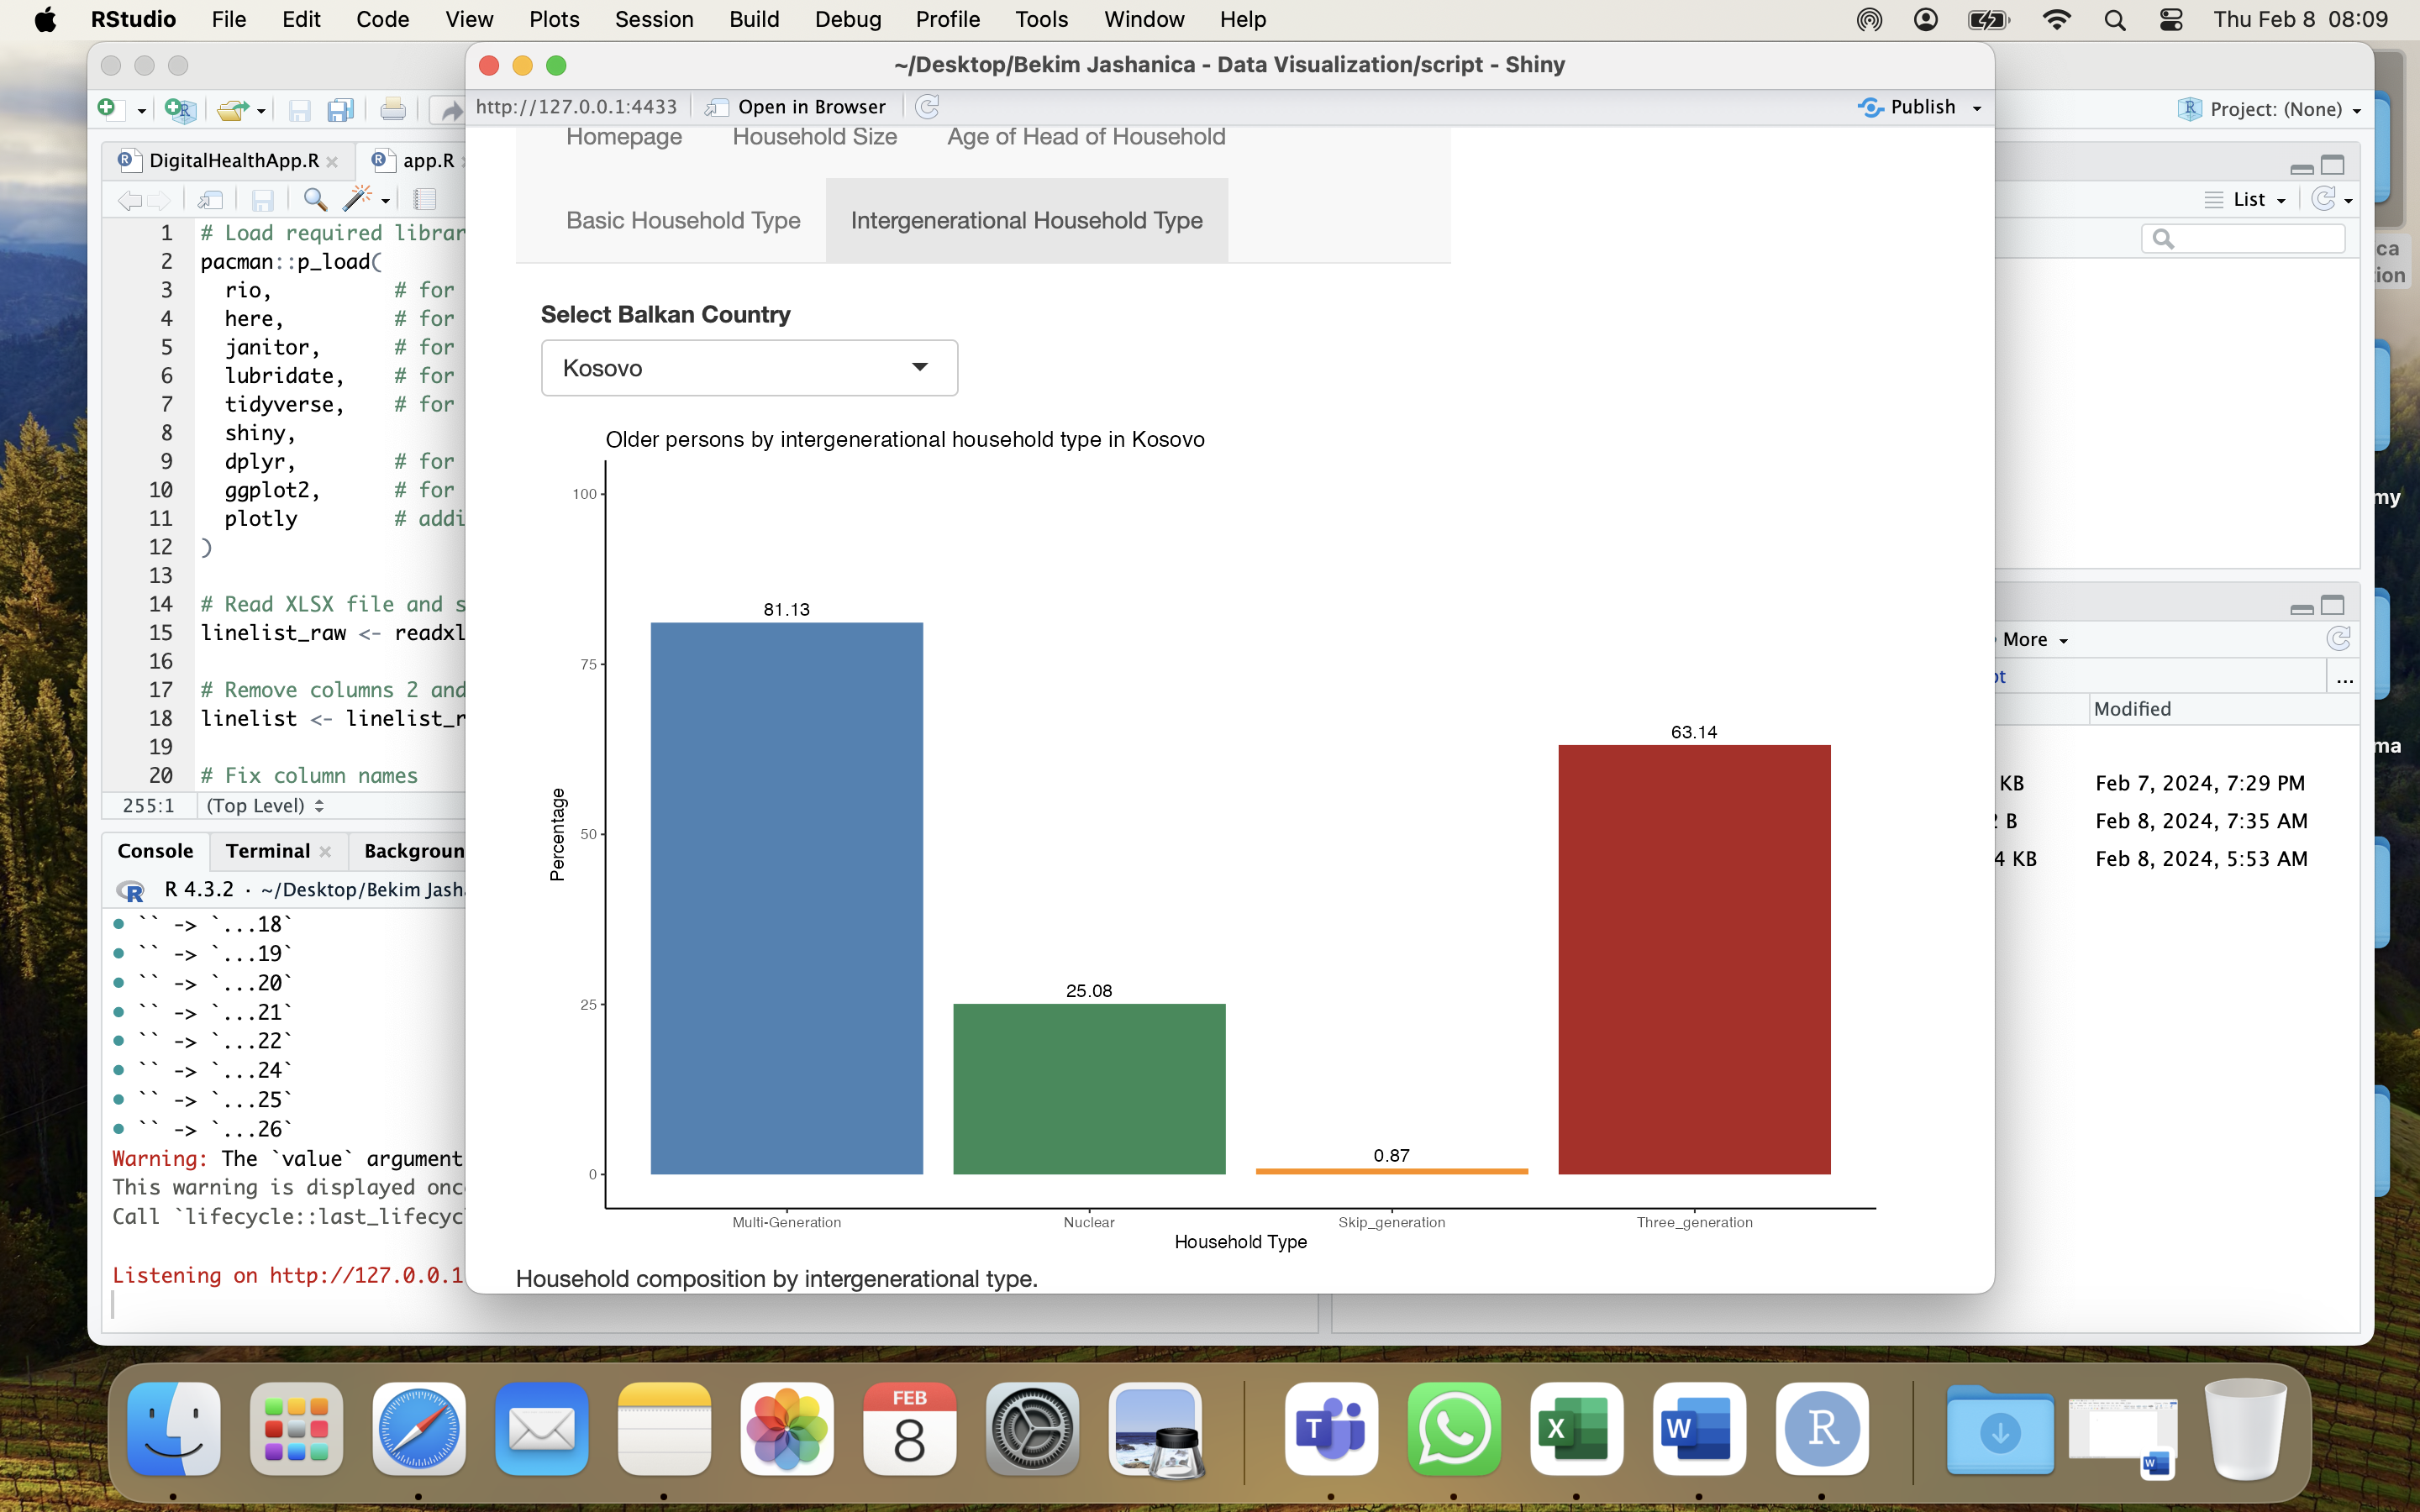 RStudio File Edit Code View Plots Session Build Debug Profile Tools Window Help Thu Feb 8 08:09
~/Desktop/Bekim Jashanica - Data Visualization/script - Shiny
http://127.0.0.1:4433 Open in Browser Publish
Project: (None)
DigitalHealthApp.R
app.R
List
1 # Load required librar
2 pacman::p_load(
3 rio, # for
4 here, # for
5 janitor, # for
6 lubridate, # for
7 tidyverse, # for
8 shiny,
9 dplyr, # for
10 ggplot2, # for
11 plotly # addi
12 )
13
14 # Read XLSX file and s
15 linelist_raw <- readxl
16
17 # Remove columns 2 and
18 linelist <- linelist_r
19
20 # Fix column names
255:1 (Top Level)
Console Terminal Backgroun
R 4.3.2 · ~/Desktop/Bekim Jash
`` -> `...18`
`` -> `...19`
`` -> `...20`
`` -> `...21`
`` -> `...22`
`` -> `...24`
`` -> `...25`
`` -> `...26`
Warning: The `value` argument
This warning is displayed onc
Call `lifecycle::last_lifecyc
Listening on http://127.0.0.1
Homepage Household Size Age of Head of Household
Basic Household Type Intergenerational Household Type
Select Balkan Country
Kosovo
Older persons by intergenerational household type in Kosovo
100
75
50
25
0
Percentage
81.13
25.08
0.87
63.14
Multi-Generation Nuclear Skip_generation Three_generation
Household Type
Household composition by intergenerational type.
More
...
Modified
KB Feb 7, 2024, 7:29 PM
B Feb 8, 2024, 7:35 AM
4 KB Feb 8, 2024, 5:53 AM
ca
ion
my
ma
FEB
8
T
X
W
R
W